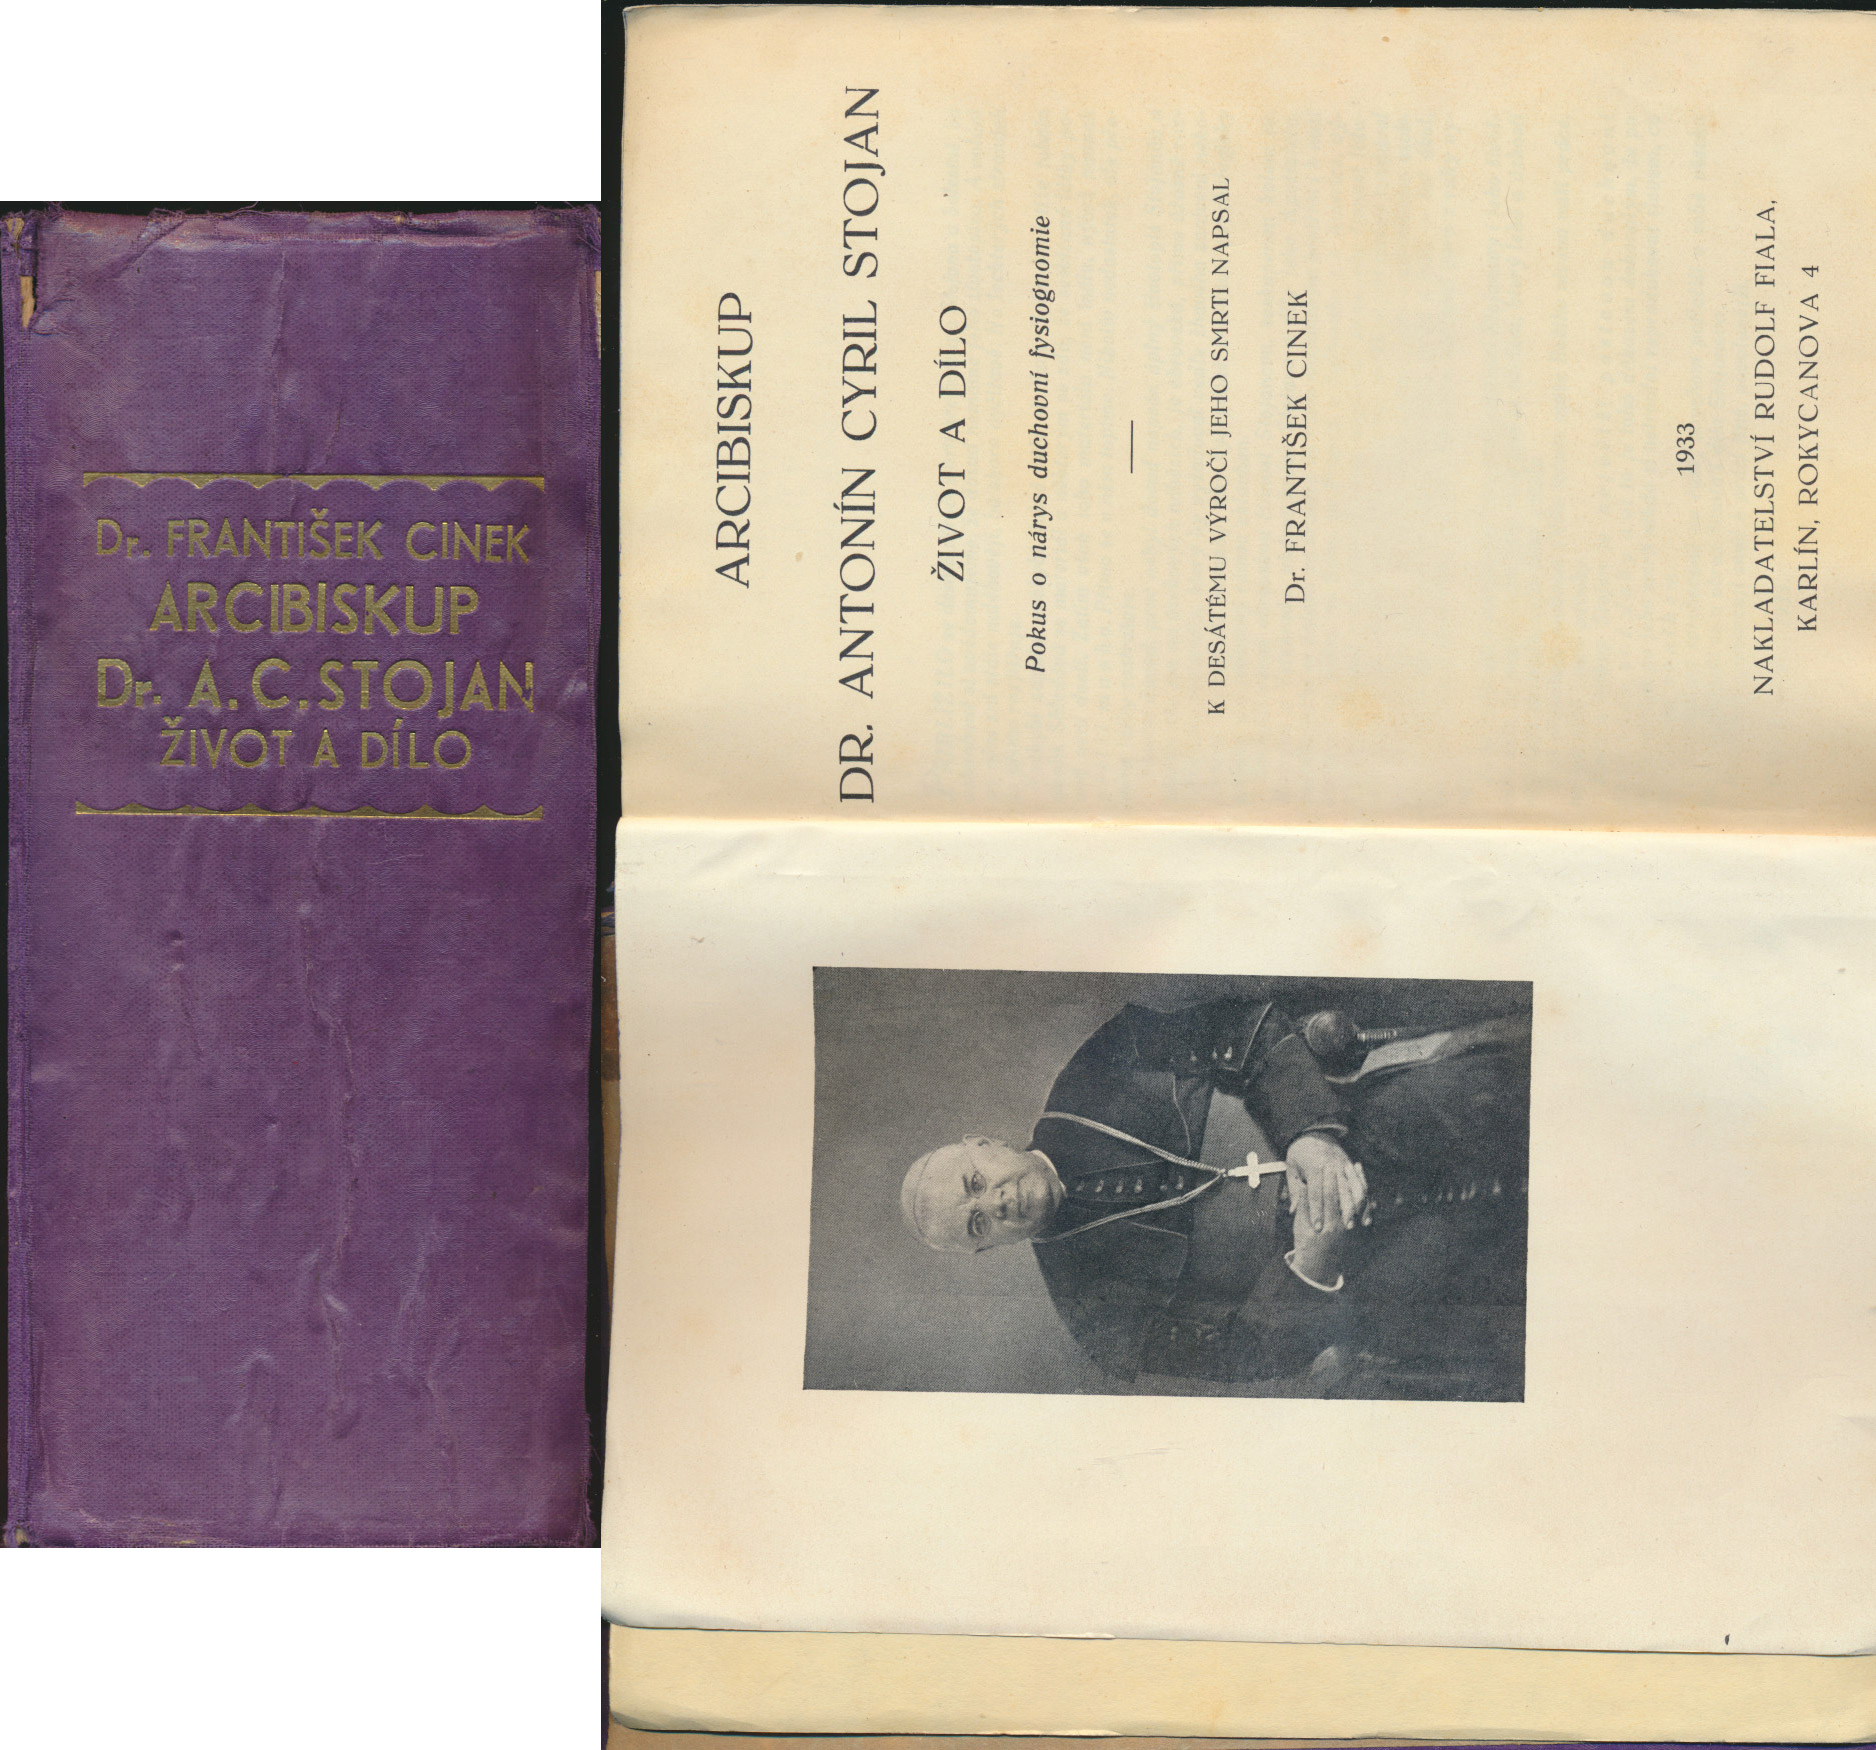 Dr. FRANTIŠEK CINEK
ARCIBISKUP
Dr. A. C. STOJAN
ŽIVOT A DÍLO
ARCIBISKUP
DR. ANTONÍN CYRIL STOJAN
ŽIVOT A DÍLO
Pokus o nárys duchovní fysiognomie
K DESÁTÉMU VÝROČÍ JEHO SMRTI NAPSAL
Dr. FRANTIŠEK CINEK
1933
NAKLADATELSTVÍ RUDOLF FIALA,
KARLÍN, ROKYCANOVA 4